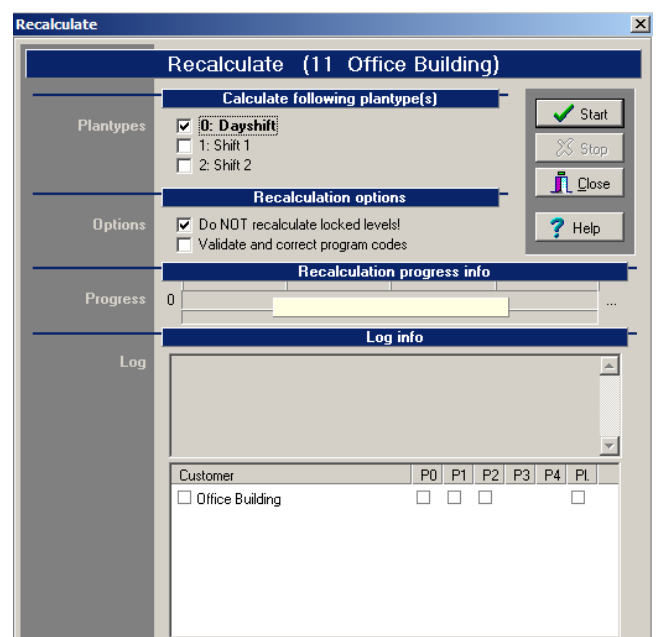 Recalculate
Recalculate (11 Office Building)
Calculate following plantype(s)
Plantypes
0: Dayshift
1: Shift 1
2: Shift 2
Start
Stop
Close
Help
Recalculation options
Options
Do NOT recalculate locked levels!
Validate and correct program codes
Recalculation progress info
Progress
0 ...
Log info
Log
Customer P0 P1 P2 P3 P4 Pl.
Office Building